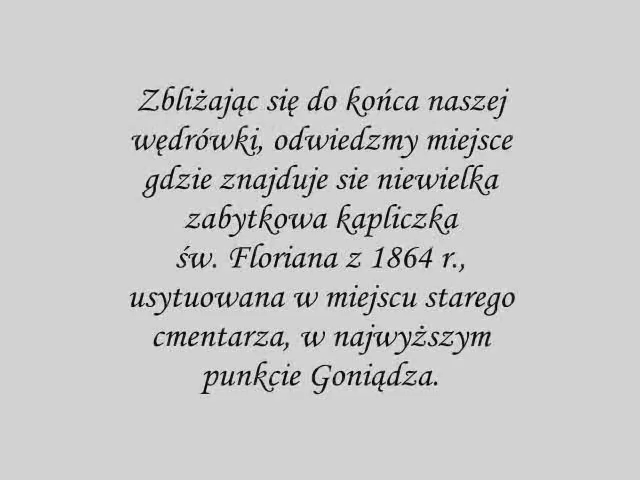 Zbliżając się do końca naszej
wędrówki, odwiedzmy miejsce
gdzie znajduje sie niewielka
zabytkowa kapliczka
św. Floriana z 1864 r.,
usytuowana w miejscu starego
cmentarza, w najwyższym
punkcie Goniądza.